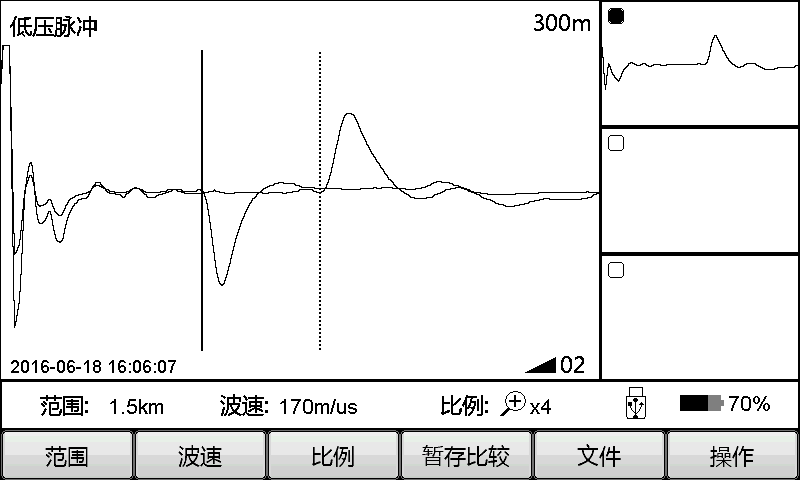 低压脉冲 300m
2016-06-18 16:06:07 02
范围: 1.5km 波速: 170m/us 比例: x4 70%
范围 波速 比例 暂存比较 文件 操作